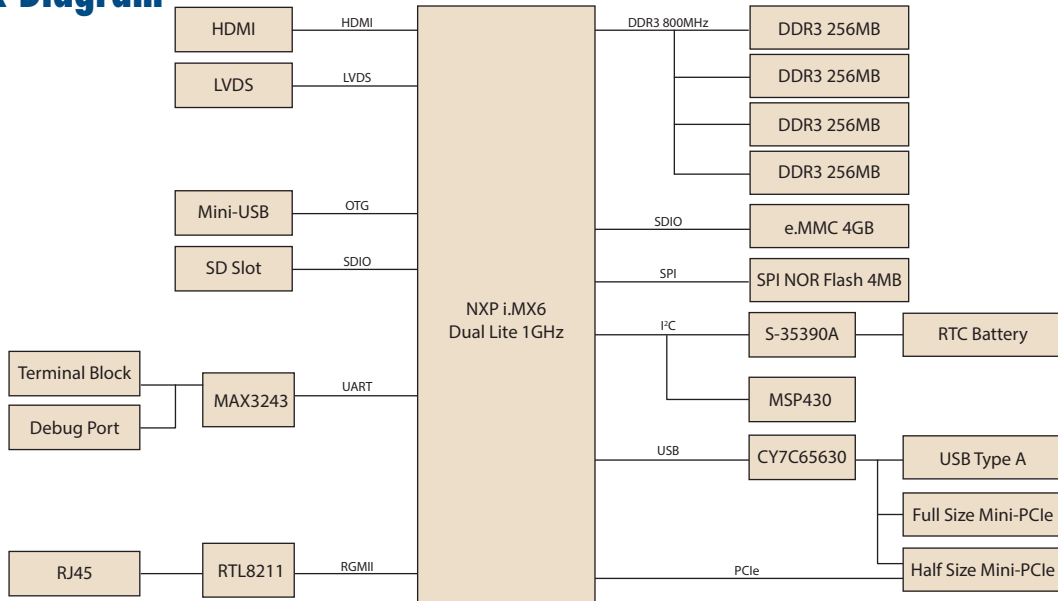 Diagram
HDMI
HDMI
DDR3 800MHz
DDR3 256MB
LVDS
LVDS
DDR3 256MB
DDR3 256MB
DDR3 256MB
Mini-USB
OTG
SDIO
e.MMC 4GB
SD Slot
SDIO
SPI
SPI NOR Flash 4MB
NXP i.MX6
Dual Lite 1GHz
I²C
S-35390A
RTC Battery
Terminal Block
Debug Port
MAX3243
UART
MSP430
USB
CY7C65630
USB Type A
Full Size Mini-PCIe
RJ45
RTL8211
RGMII
PCIe
Half Size Mini-PCIe